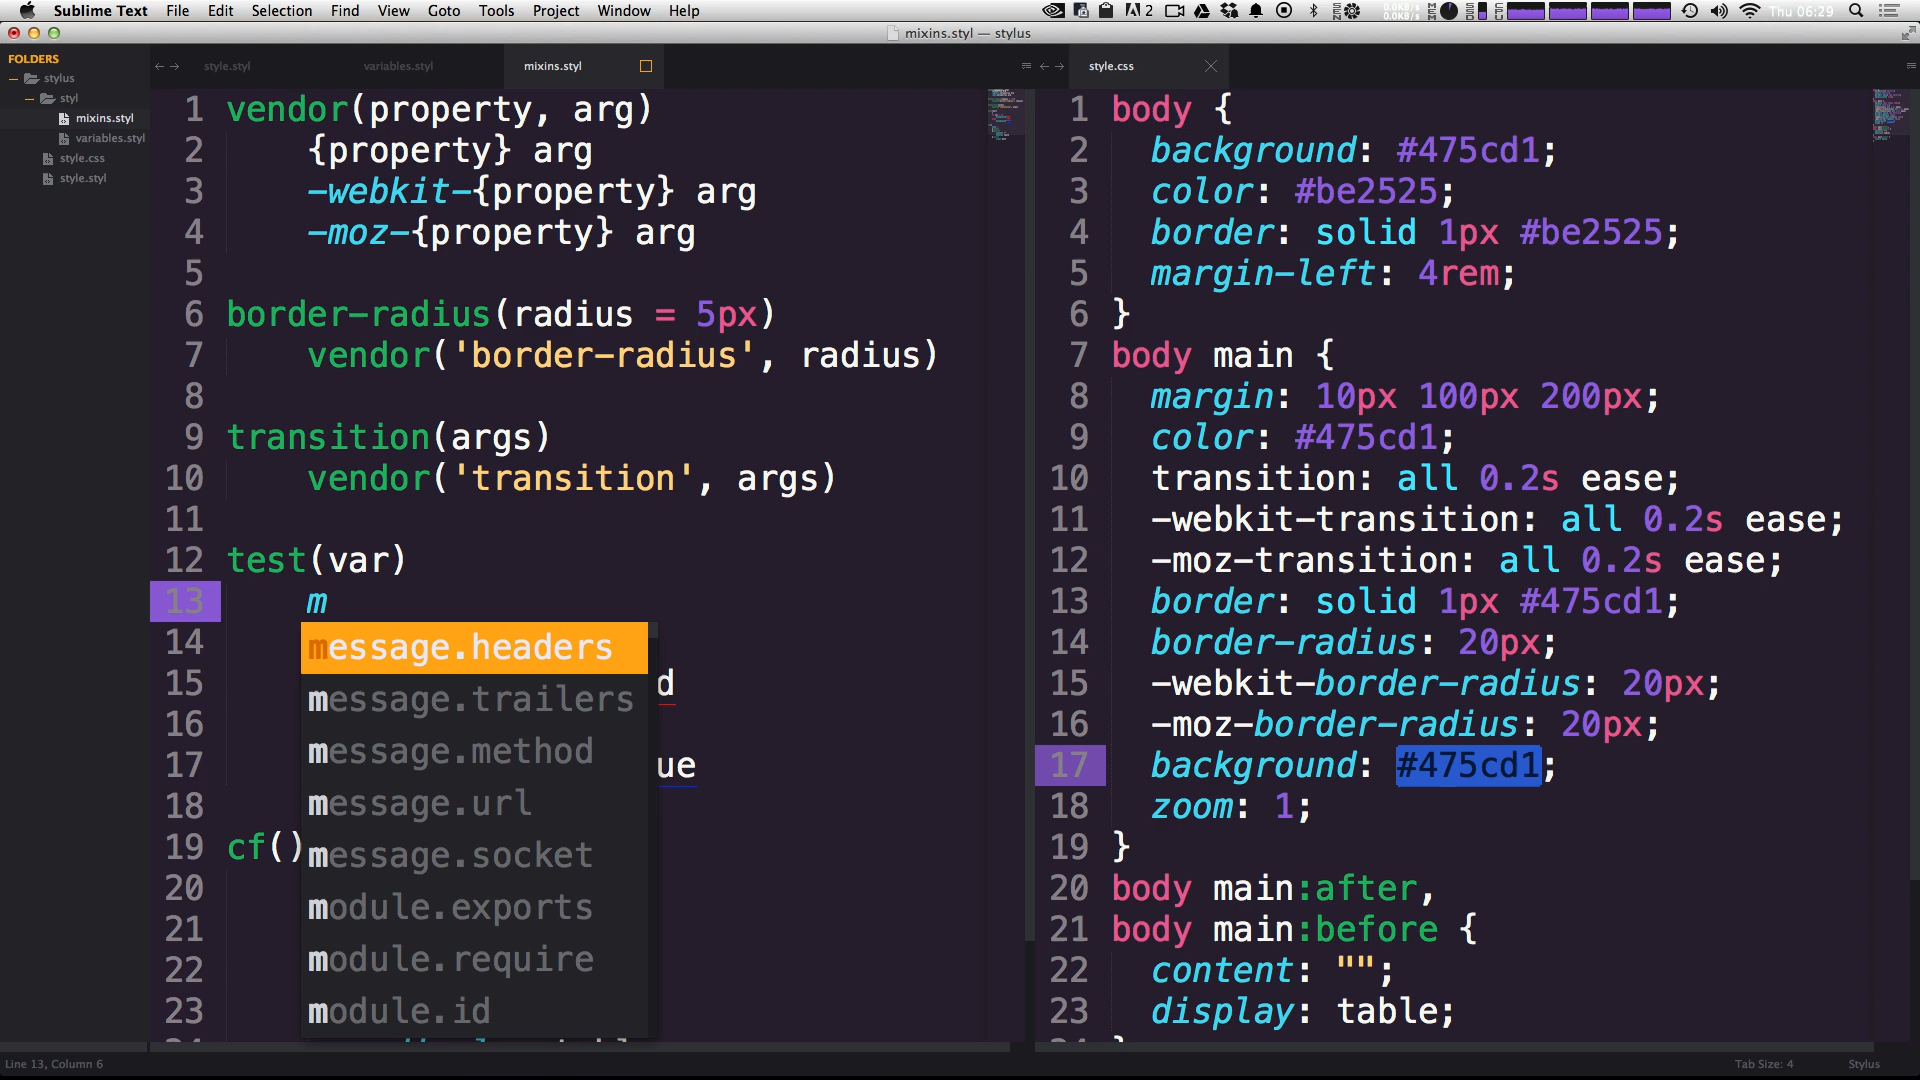 Sublime Text File Edit Selection Find View Goto Tools Project Window Help
2
0.0KB/s
0.0KB/s
Thu 06:29
mixins.styl — stylus
FOLDERS
stylus
styl
mixins.styl
variables.styl
style.css
style.styl
style.styl variables.styl mixins.styl
1 vendor(property, arg)
2 {property} arg
3 -webkit-{property} arg
4 -moz-{property} arg
5
6 border-radius(radius = 5px)
7 vendor('border-radius', radius)
8
9 transition(args)
10 vendor('transition', args)
11
12 test(var)
13 m
14
15 d
16
17 ue
18
19 cf()
20
21
22
23
message.headers
message.trailers
message.method
message.url
message.socket
module.exports
module.require
module.id
style.css
1 body {
2 background: #475cd1;
3 color: #be2525;
4 border: solid 1px #be2525;
5 margin-left: 4rem;
6 }
7 body main {
8 margin: 10px 100px 200px;
9 color: #475cd1;
10 transition: all 0.2s ease;
11 -webkit-transition: all 0.2s ease;
12 -moz-transition: all 0.2s ease;
13 border: solid 1px #475cd1;
14 border-radius: 20px;
15 -webkit-border-radius: 20px;
16 -moz-border-radius: 20px;
17 background: #475cd1;
18 zoom: 1;
19 }
20 body main:after,
21 body main:before {
22 content: "";
23 display: table;
Line 13, Column 6
Tab Size: 4
Stylus